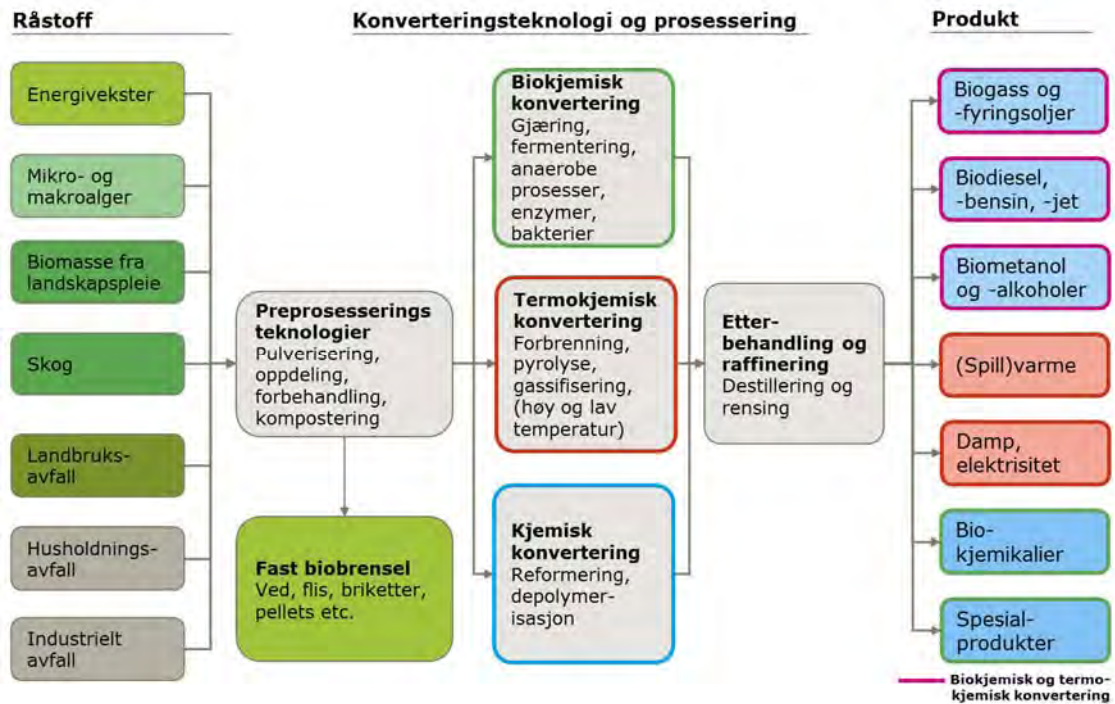 Råstoff
Konverteringsteknologi og prosessering
Produkt
Energivekster
Mikro- og
makroalger
Biomasse fra
landskapspleie
Skog
Landbruks-
avfall
Husholdnings-
avfall
Industrielt
avfall
Preprosesserings
teknologier
Pulverisering,
oppdeling,
forbehandling,
kompostering
Fast biobrensel
Ved, flis, briketter,
pellets etc.
Biokjemisk
konvertering
Gjæring,
fermentering,
anaerobe
prosesser,
enzymer,
bakterier
Termokjemisk
konvertering
Forbrenning,
pyrolyse,
gassifisering,
(høy og lav
temperatur)
Kjemisk
konvertering
Reformering,
depolymer-
isasjon
Etter-
behandling og
raffinering
Destillering og
rensing
Biogass og
-fyringsoljer
Biodiesel,
-bensin, -jet
Biometanol
og -alkoholer
(Spill)varme
Damp,
elektrisitet
Bio-
kjemikalier
Spesial-
produkter
Biokjemisk og termo-
kjemisk konvertering